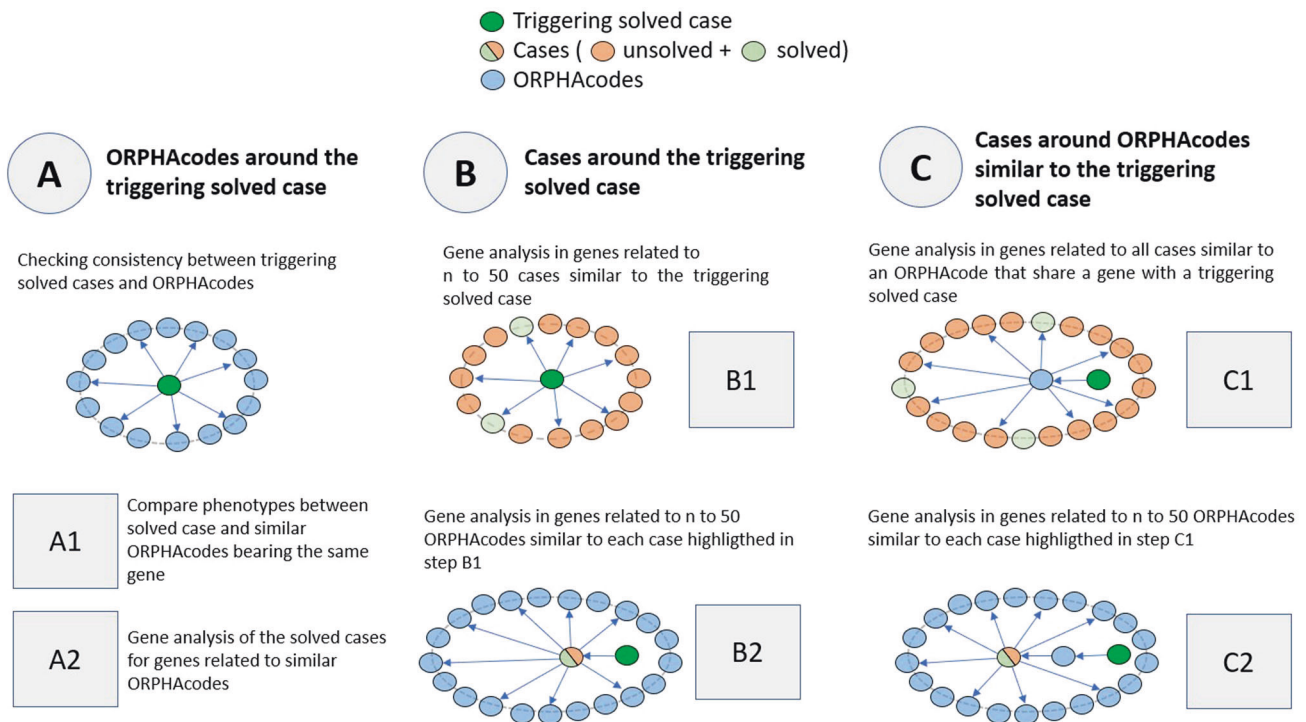 Triggering solved case
Cases ( unsolved + solved)
ORPHAcodes
A
ORPHAcodes around the
triggering solved case
Checking consistency between triggering
solved cases and ORPHAcodes
A1
Compare phenotypes between
solved case and similar
ORPHAcodes bearing the same
gene
A2
Gene analysis of the solved cases
for genes related to similar
ORPHAcodes
B
Cases around the triggering
solved case
Gene analysis in genes related to
n to 50 cases similar to the triggering
solved case
B1
Gene analysis in genes related to n to 50
ORPHAcodes similar to each case highligthed in
step B1
B2
C
Cases around ORPHAcodes
similar to the triggering
solved case
Gene analysis in genes related to all cases similar to
an ORPHAcode that share a gene with a triggering
solved case
C1
Gene analysis in genes related to n to 50 ORPHAcodes
similar to each case highligthed in step C1
C2